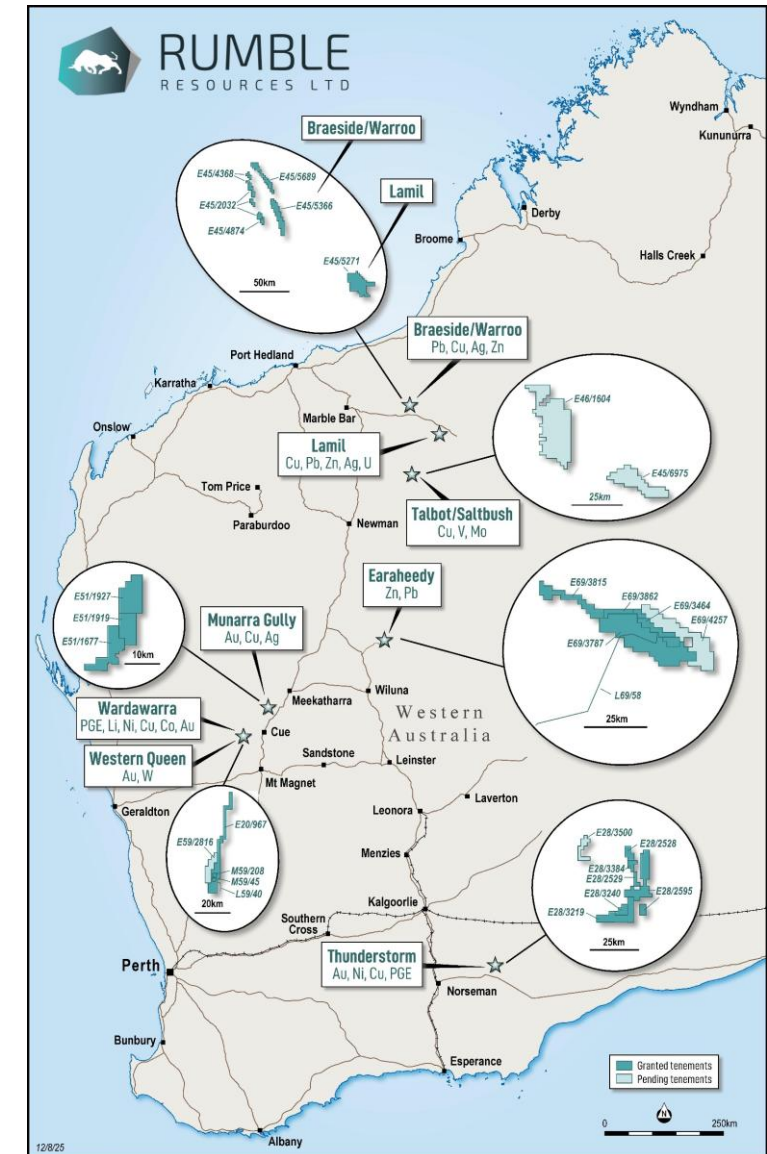 RUMBLE
RESOURCES LTD
Wyndham
Kununurra
Braeside/Warroo
E45/4368
E45/5689
E45/2032
E45/5366
E45/4874
Lamil
E45/5271
50km
Derby
Broome
Halls Creek
Braeside/Warroo
Pb, Cu, Ag, Zn
Port Hedland
Karratha
Marble Bar
Onslow
Lamil
Cu, Pb, Zn, Ag, U
E46/1604
E45/6975
25km
Tom Price
Paraburdoo
Talbot/Saltbush
Cu, V, Mo
Newman
Earaheedy
Zn, Pb
E69/3815
E69/3862
E69/3464
E69/4257
E69/3787
L69/58
25km
E51/1927
E51/1919
E51/1677
10km
Munarra Gully
Au, Cu, Ag
Meekatharra
Wiluna
Western
Australia
Wardawarra
PGE, Li, Ni, Cu, Co, Au
Cue
Western Queen
Au, W
Sandstone
Leinster
Mt Magnet
Geraldton
Leonora
Laverton
E20/967
E59/2816
M59/208
M59/45
L59/40
20km
Menzies
E28/3500
E28/2528
E28/3384
E28/2529
E28/3240
E28/2595
E28/3219
25km
Kalgoorlie
Southern
Cross
Perth
Thunderstorm
Au, Ni, Cu, PGE
Norseman
Bunbury
Esperance
Granted tenements
Pending tenements
N
0
250km
Albany
12/8/25